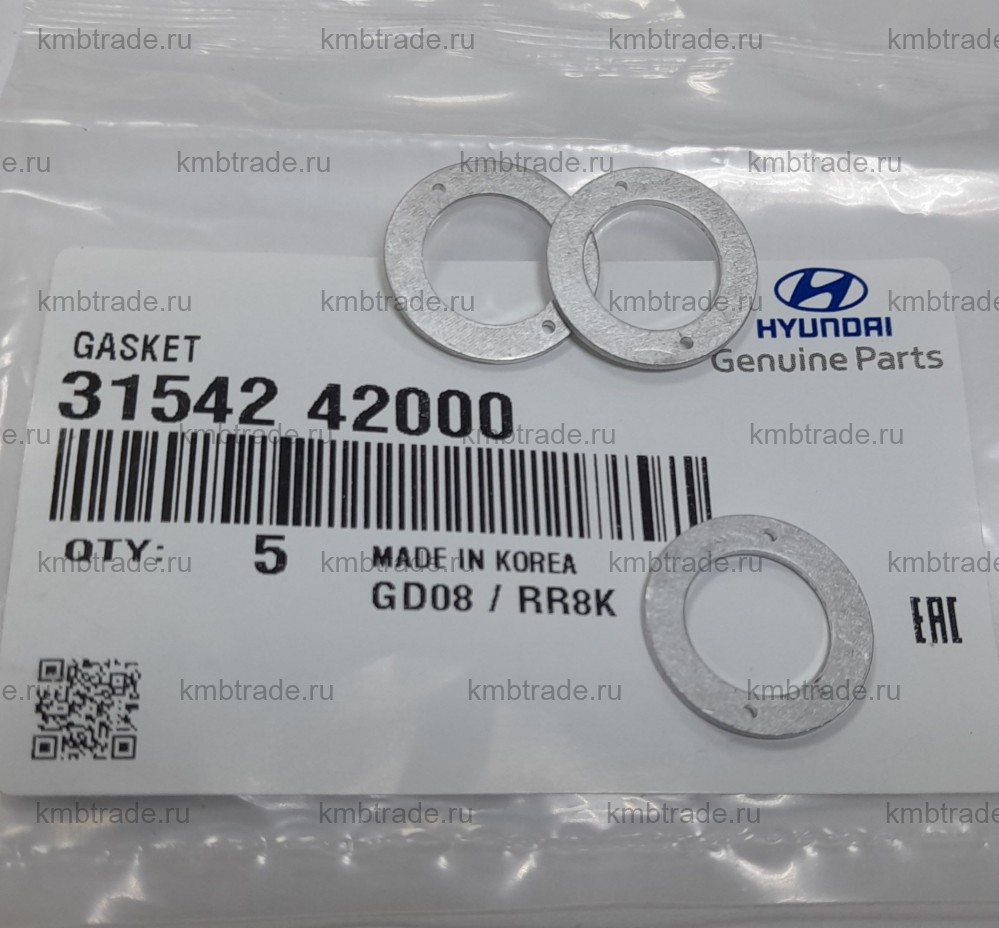 kmbtrade.ru kmbtrade.ru kmbtrade.ru kmbtrade.ru
e.ru kmbtrade.ru kmbtrade.ru kmbtrade.ru
kmbtrade.ru kmbtrade.ru kmbtrade.ru kmbtrade.ru
HYUNDAI
Genuine Parts
GASKET
31542 42000
e.ru kmbtrade.ru kmbtrade.ru kmbtrade.ru
QTY: 5 MADE IN KOREA
kmbtrade.ru kmbtrade.ru kmbtrade.ru kmbtrade.ru
GD08 / RR8K
EAC
e.ru kmbtrade.ru kmbtrade.ru kmbtrade.ru
kmbtrade.ru kmbtrade.ru kmbtrade.ru kmbtrade.ru